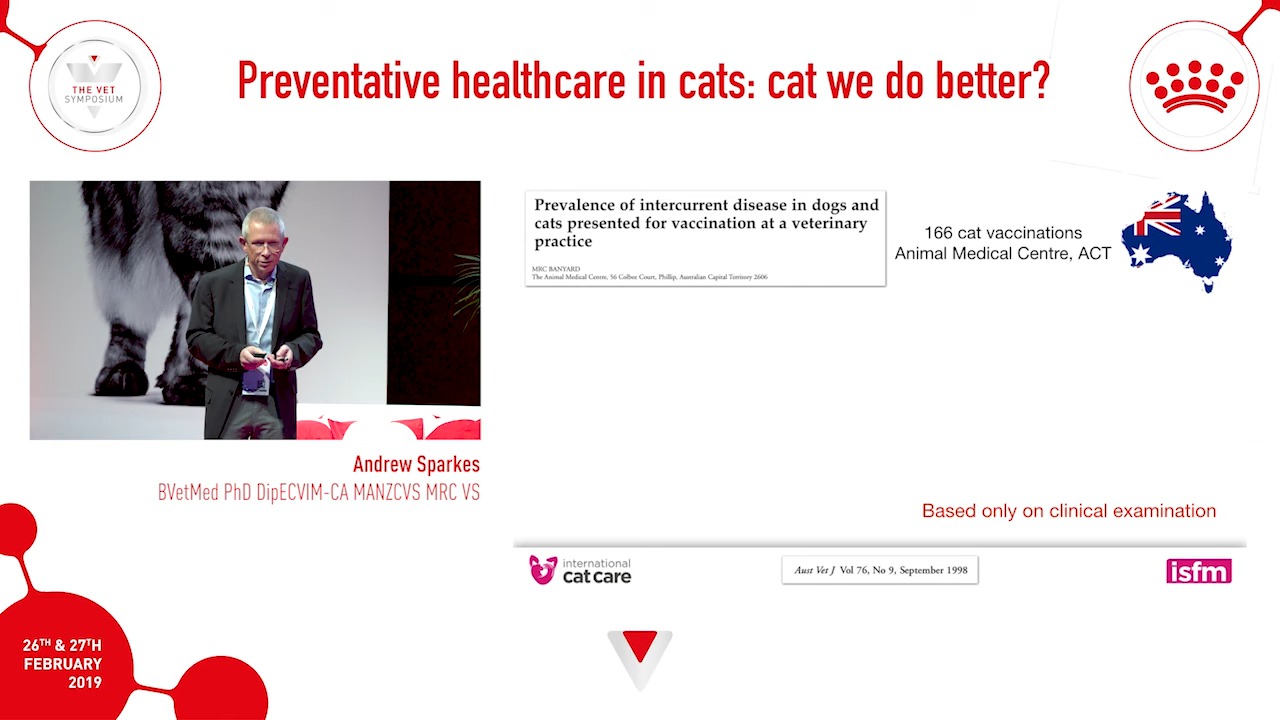 THE VET
SYMPOSIUM
Preventative healthcare in cats: cat we do better?
Prevalence of intercurrent disease in dogs and
cats presented for vaccination at a veterinary
practice
MRC BANYARD
The Animal Medical Centre, 56 Colbee Court, Phillip, Australian Capital Territory 2606
166 cat vaccinations
Animal Medical Centre, ACT
Andrew Sparkes
BVetMed PhD DipECVIM-CA MANZCVS MRC VS
Based only on clinical examination
international
cat care
Aust Vet J Vol 76, No 9, September 1998
isfm
26TH & 27TH
FEBRUARY
2019